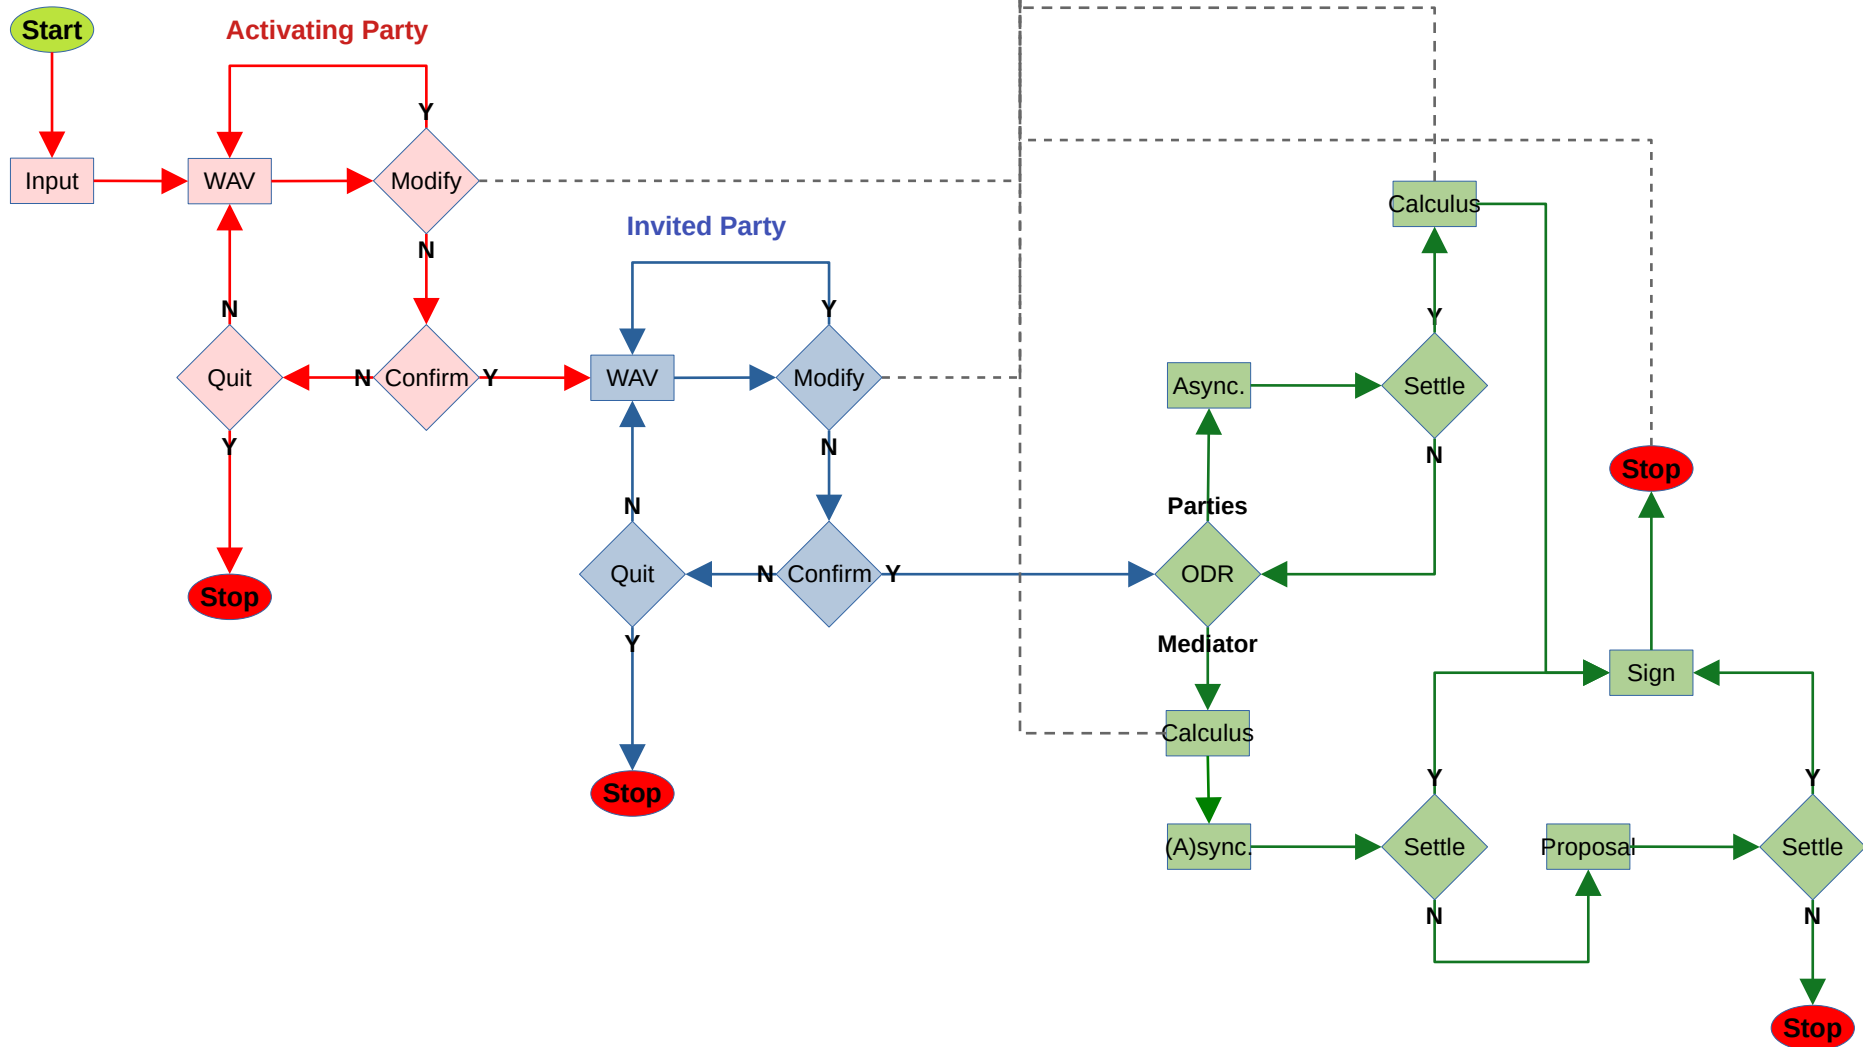 Start
Activating Party
Y
Input
WAV
Modify
N
N
Quit
N
Confirm
Y
Y
Stop
Invited Party
Y
WAV
Modify
N
N
Quit
N
Confirm
Y
Y
Stop
Calculus
Y
Async.
Settle
N
Parties
ODR
Mediator
Calculus
(A)sync.
Y
Settle
N
Proposal
Stop
Sign
Y
Settle
N
Stop